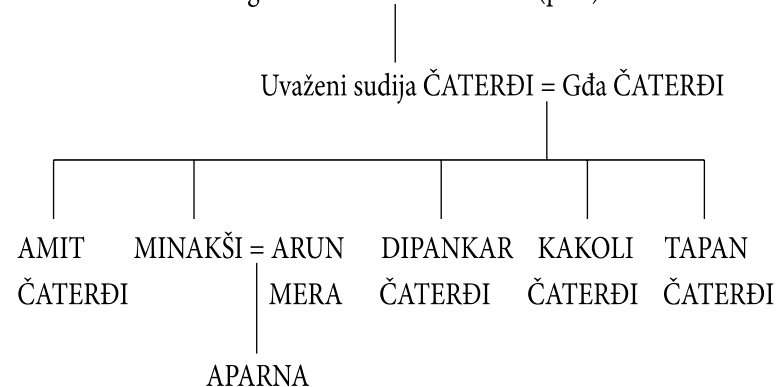 Uvaženi sudija ČATERĐI = Gđa ČATERĐI
AMIT MINAKŠI = ARUN DIPANKAR KAKOLI TAPAN
ČATERĐI MERA ČATERĐI ČATERĐI ČATERĐI
APARNA